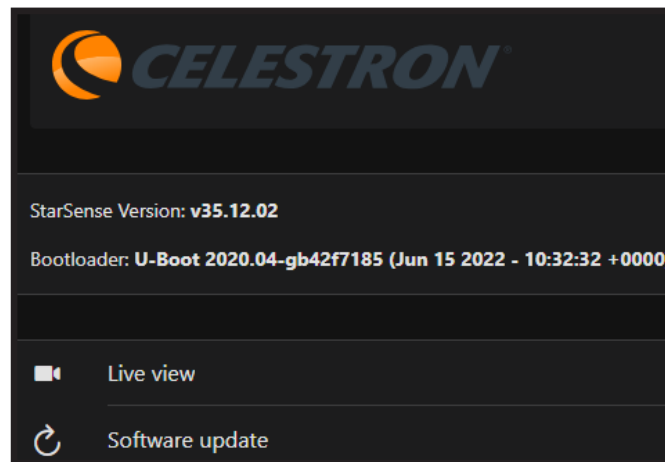 CELESTRON
StarSense Version: v35.12.02
Bootloader: U-Boot 2020.04-gb42f7185 (Jun 15 2022 - 10:32:32 +0000
Live view
Software update